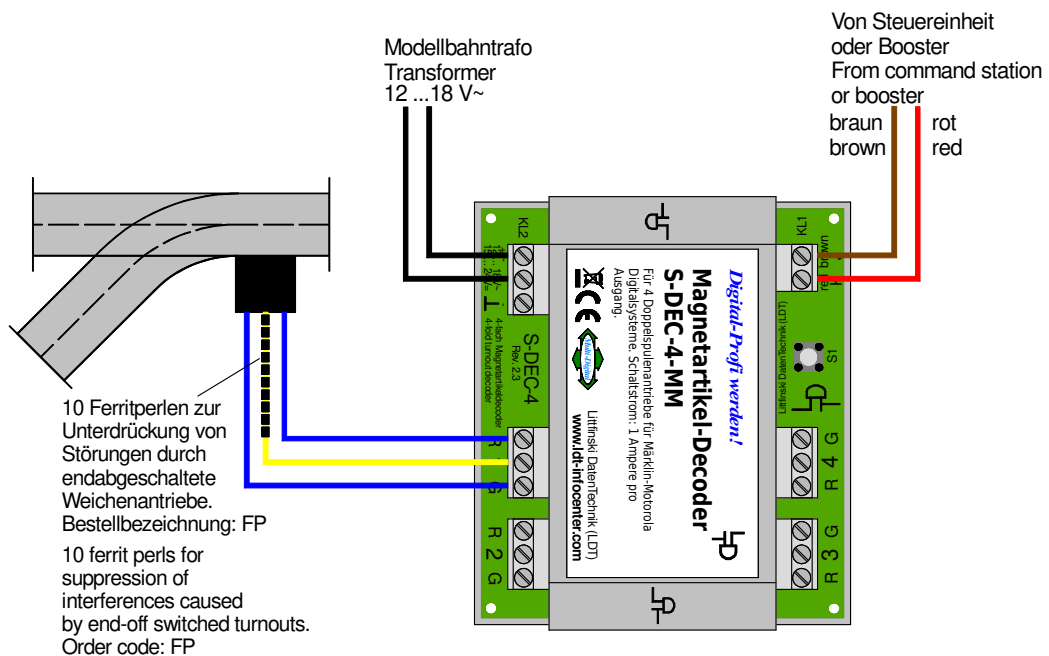 Modellbahntrafo
Transformer
12 ...18 V~
Von Steuereinheit
oder Booster
From command station
or booster
braun
brown
rot
red
10 Ferritperlen zur
Unterdrückung von
Störungen durch
endabgeschaltete
Weichenantriebe.
Bestellbezeichnung: FP
10 ferrit perls for
suppression of
interferences caused
by end-off switched turnouts.
Order code: FP
KL2
S-DEC-4
Rev. 2.3
4-fach Magnetartikeldecoder
4-fold turnout decoder
R
G
R 2 G
Digital-Profi werden!
Magnetartikel-Decoder
S-DEC-4-MM
Für 4 Doppelspulenantriebe für Märklin-Motorola
Digitalsysteme. Schaltstrom: 1 Ampere pro
Ausgang.
CE
Multi-Digital
Littfinski DatenTechnik (LDT)
www.ldt-infocenter.com
KL1
brown
S1
Littfinski DatenTechnik (LDT)
R 4 G
R 3 G